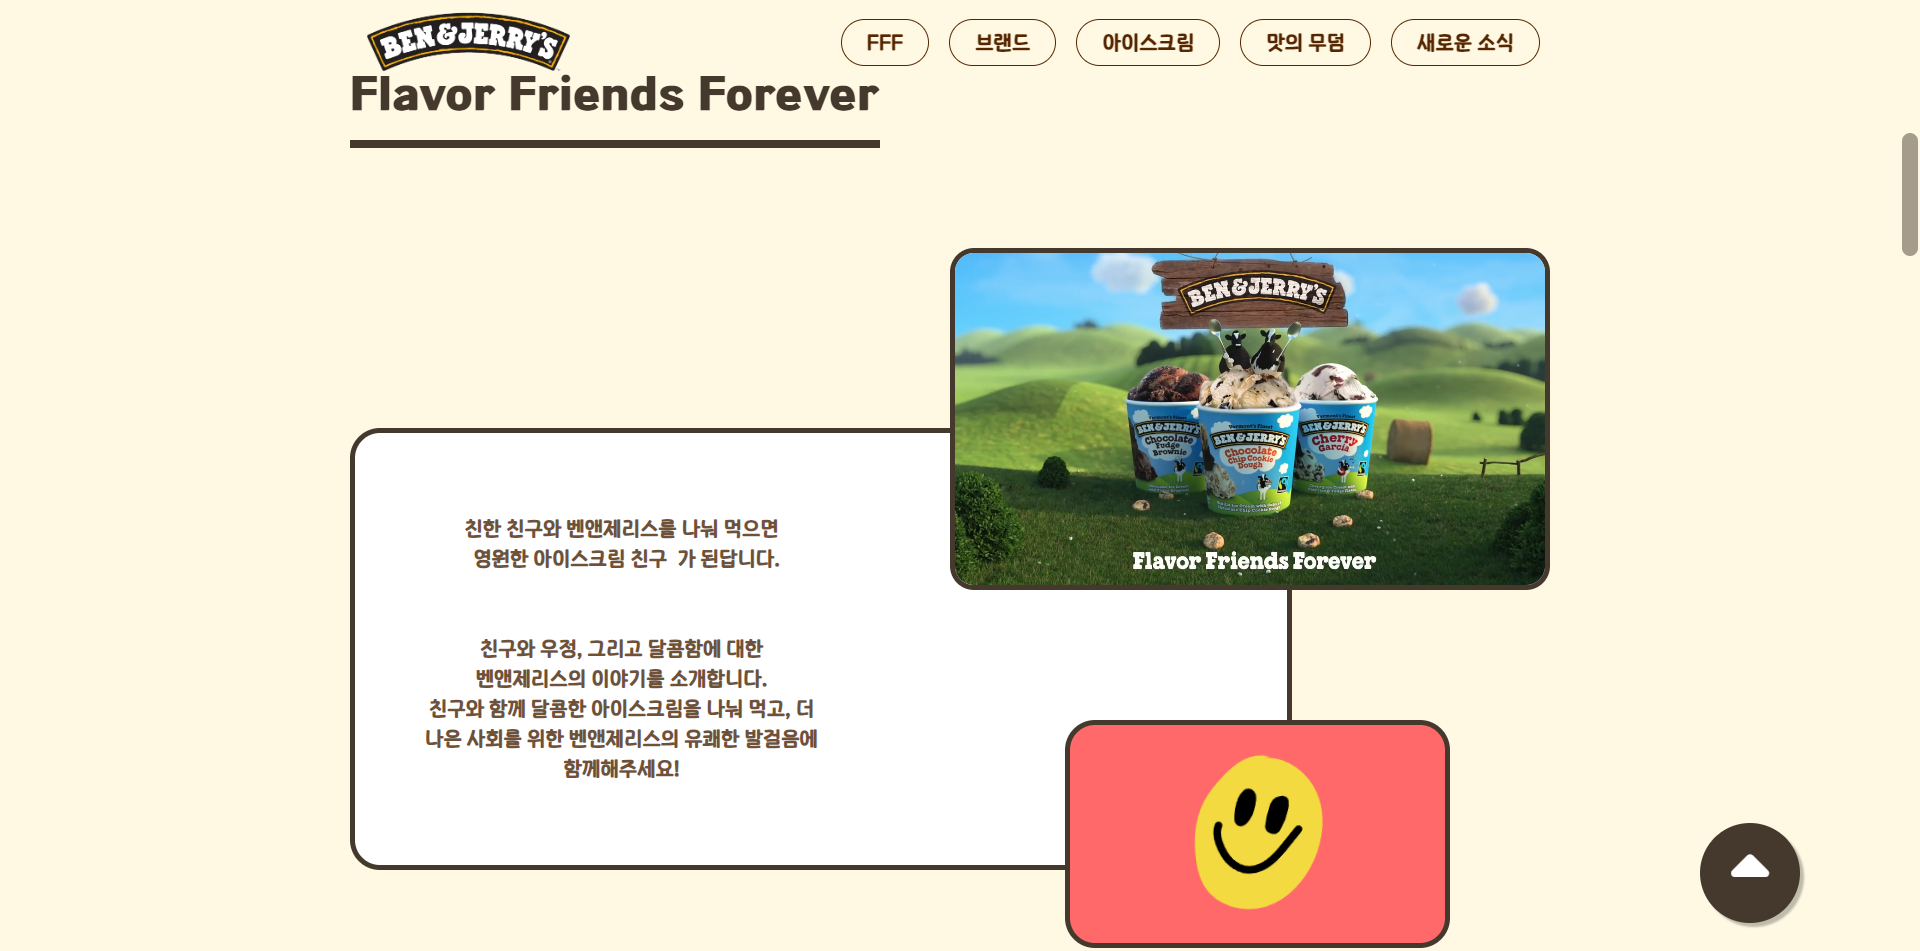 BEN & JERRY'S
FFF
브랜드
아이스크림
맛의 무덤
새로운 소식
Flavor Friends Forever
BEN & JERRY'S
Vermont's Finest
BEN & JERRY'S
Chocolate
Fudge
Brownie
Vermont's Finest
BEN & JERRY'S
Chocolate
Chip Cookie
Dough
Vermont's Finest
BEN & JERRY'S
Cherry
Garcia
Flavor Friends Forever
친한 친구와 벤앤제리스를 나눠 먹으면
영원한 아이스크림 친구 가 된답니다.
친구와 우정, 그리고 달콤함에 대한
벤앤제리스의 이야기를 소개합니다.
친구와 함께 달콤한 아이스크림을 나눠 먹고, 더
나은 사회를 위한 벤앤제리스의 유쾌한 발걸음에
함께해주세요!